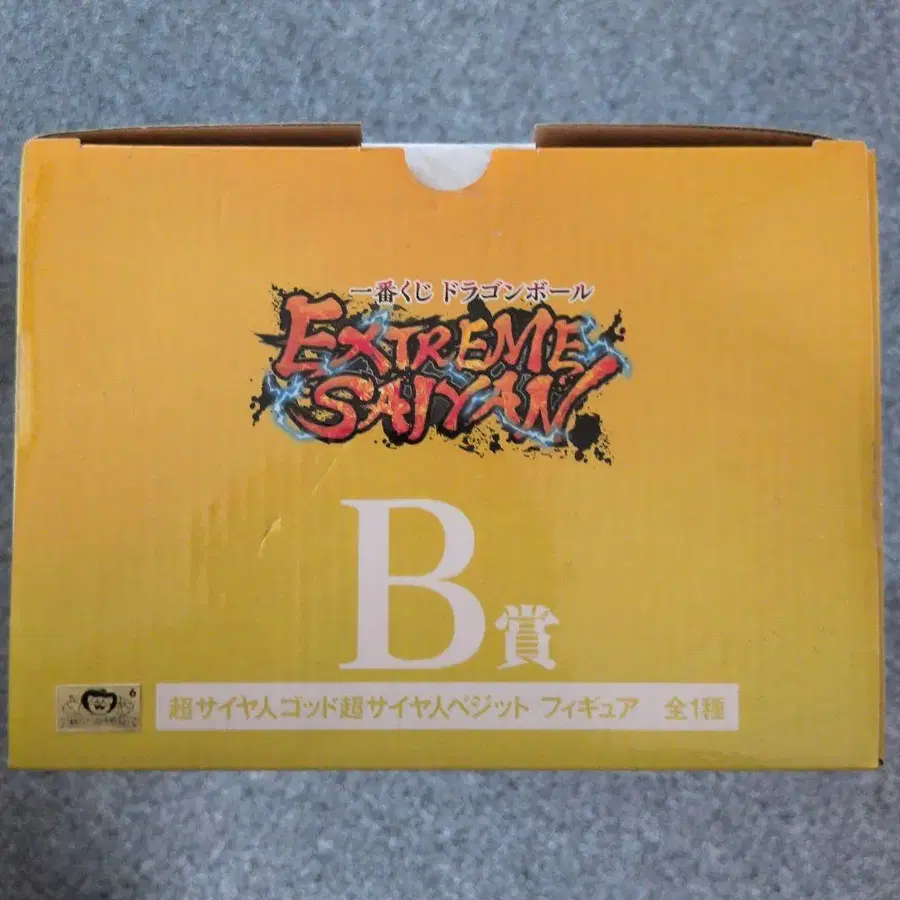 一番くじ ドラゴンボール
EXTREME
SAIYAN
B賞
超サイヤ人ゴッド超サイヤ人ベジット フィギュア 全1種
6